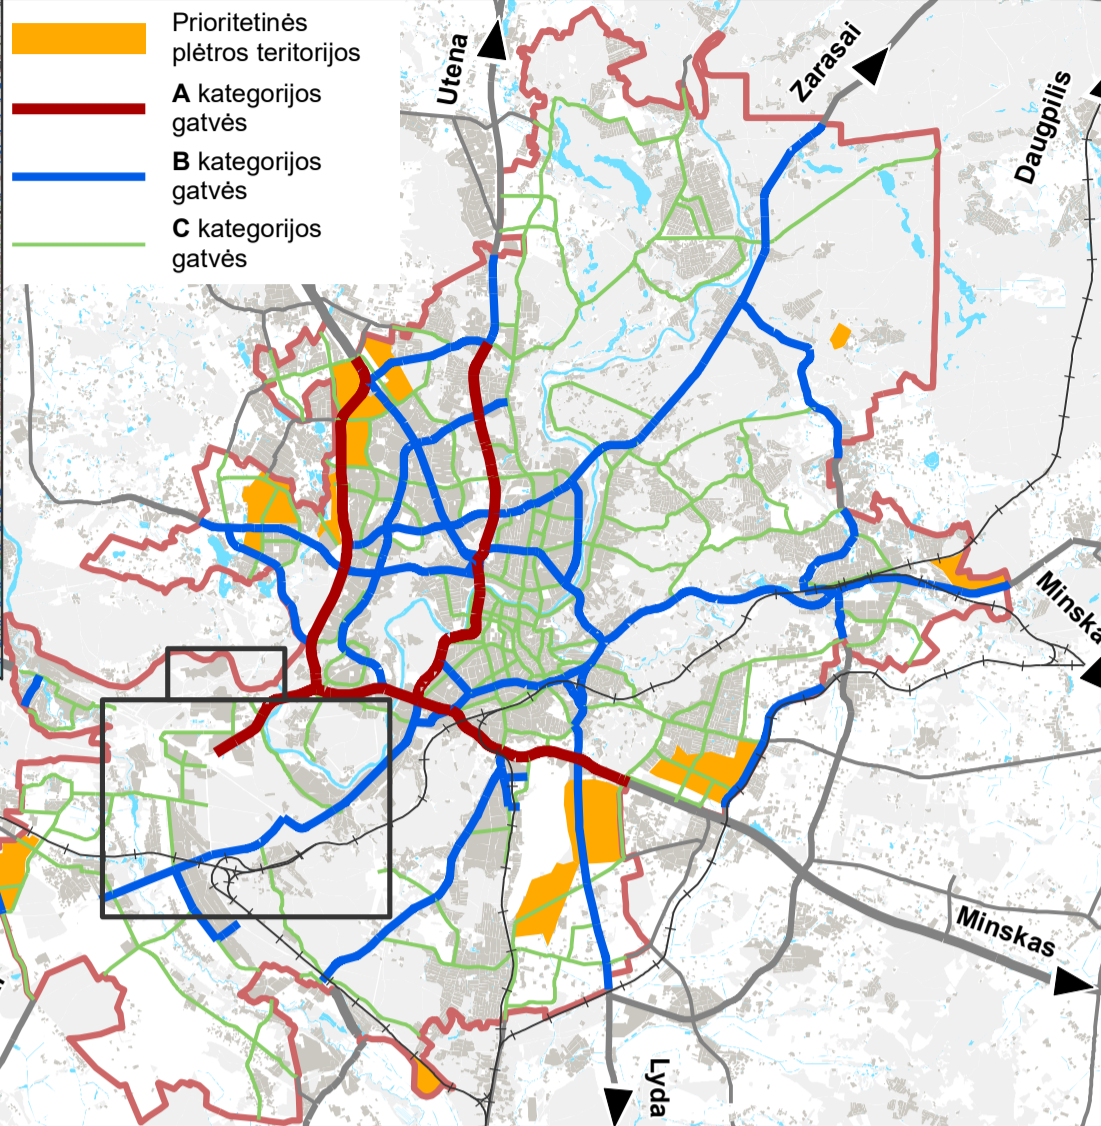 Prioritetinės
plėtros teritorijos
A kategorijos
gatvės
B kategorijos
gatvės
C kategorijos
gatvės
Utena
Zarasai
Daugpilis
Minska
Minskas
Lyda